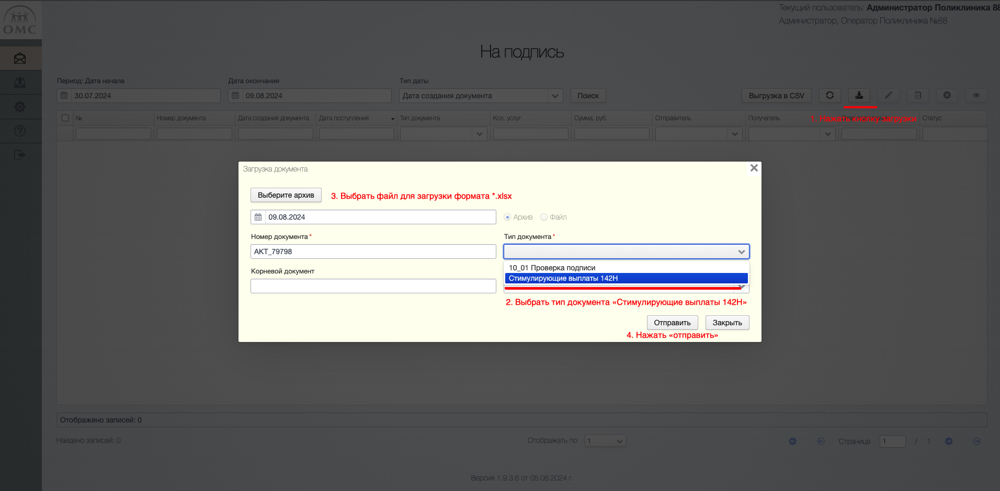 ОМС
Текущий пользователь: Администратор Поликлиника 88
Администратор, Оператор Поликлиника №88
На подпись
Период: Дата начала
Дата окончания
Тип даты
30.07.2024
09.08.2024
Дата создания документа
Поиск
Выгрузка в CSV
№
Номер документа
Дата создания документа
Дата поступления
Тип документа
Кол. услуг
Сумма, руб.
Отправитель
Получатель
1. Нажать кнопку загрузки
Статус
Загрузка документа
Выберите архив
3. Выбрать файл для загрузки формата *.xlsx
09.08.2024
Архив
Файл
Номер документа*
Тип документа*
АКТ_79798
10_01 Проверка подписи
Корневой документ
Стимулирующие выплаты 142Н
2. Выбрать тип документа «Стимулирующие выплаты 142Н»
Отправить
Закрыть
4. Нажать «отправить»
Отображено записей: 0
Найдено записей: 0
Отображать по
1
Страница
1
/
1
Версия 1.9.3.6 от 05.08.2024 г.